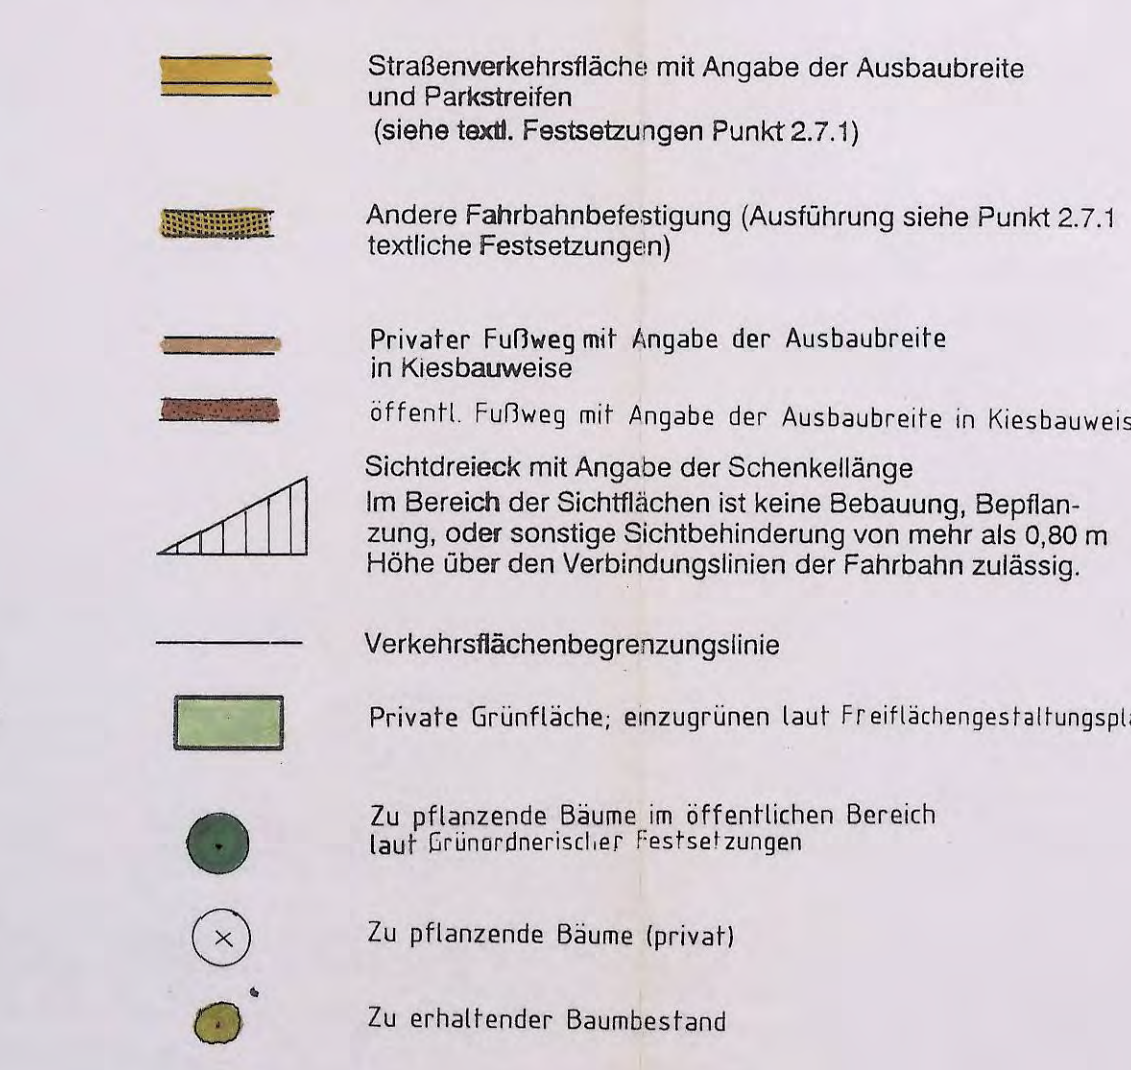 Straßenverkehrsfläche mit Angabe der Ausbaubreite
und Parkstreifen
(siehe textl. Festsetzungen Punkt 2.7.1)
Andere Fahrbahnbefestigung (Ausführung siehe Punkt 2.7.1
textliche Festsetzungen)
Privater Fußweg mit Angabe der Ausbaubreite
in Kiesbauweise
öffentl. Fußweg mit Angabe der Ausbaubreite in Kiesbauweis
Sichtdreieck mit Angabe der Schenkellänge
Im Bereich der Sichtflächen ist keine Bebauung, Bepflan-
zung, oder sonstige Sichtbehinderung von mehr als 0,80 m
Höhe über den Verbindungslinien der Fahrbahn zulässig.
Verkehrsflächenbegrenzungslinie
Private Grünfläche; einzugrünen laut Freiflächengestaltungspla
Zu pflanzende Bäume im öffentlichen Bereich
laut Grünordnerischer Festsetzungen
Zu pflanzende Bäume (privat)
Zu erhaltender Baumbestand